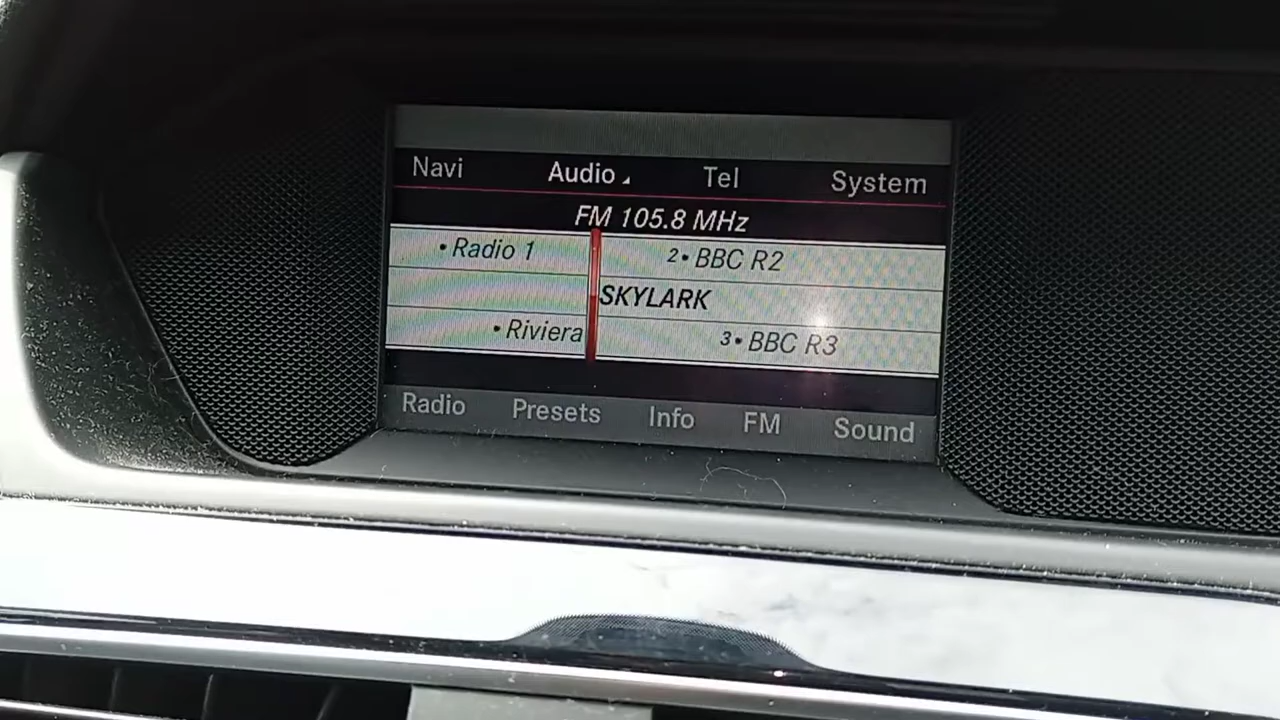 Navi Audio Tel System
FM 105.8 MHz
• Radio 1 2• BBC R2
SKYLARK
• Riviera 3• BBC R3
Radio Presets Info FM Sound